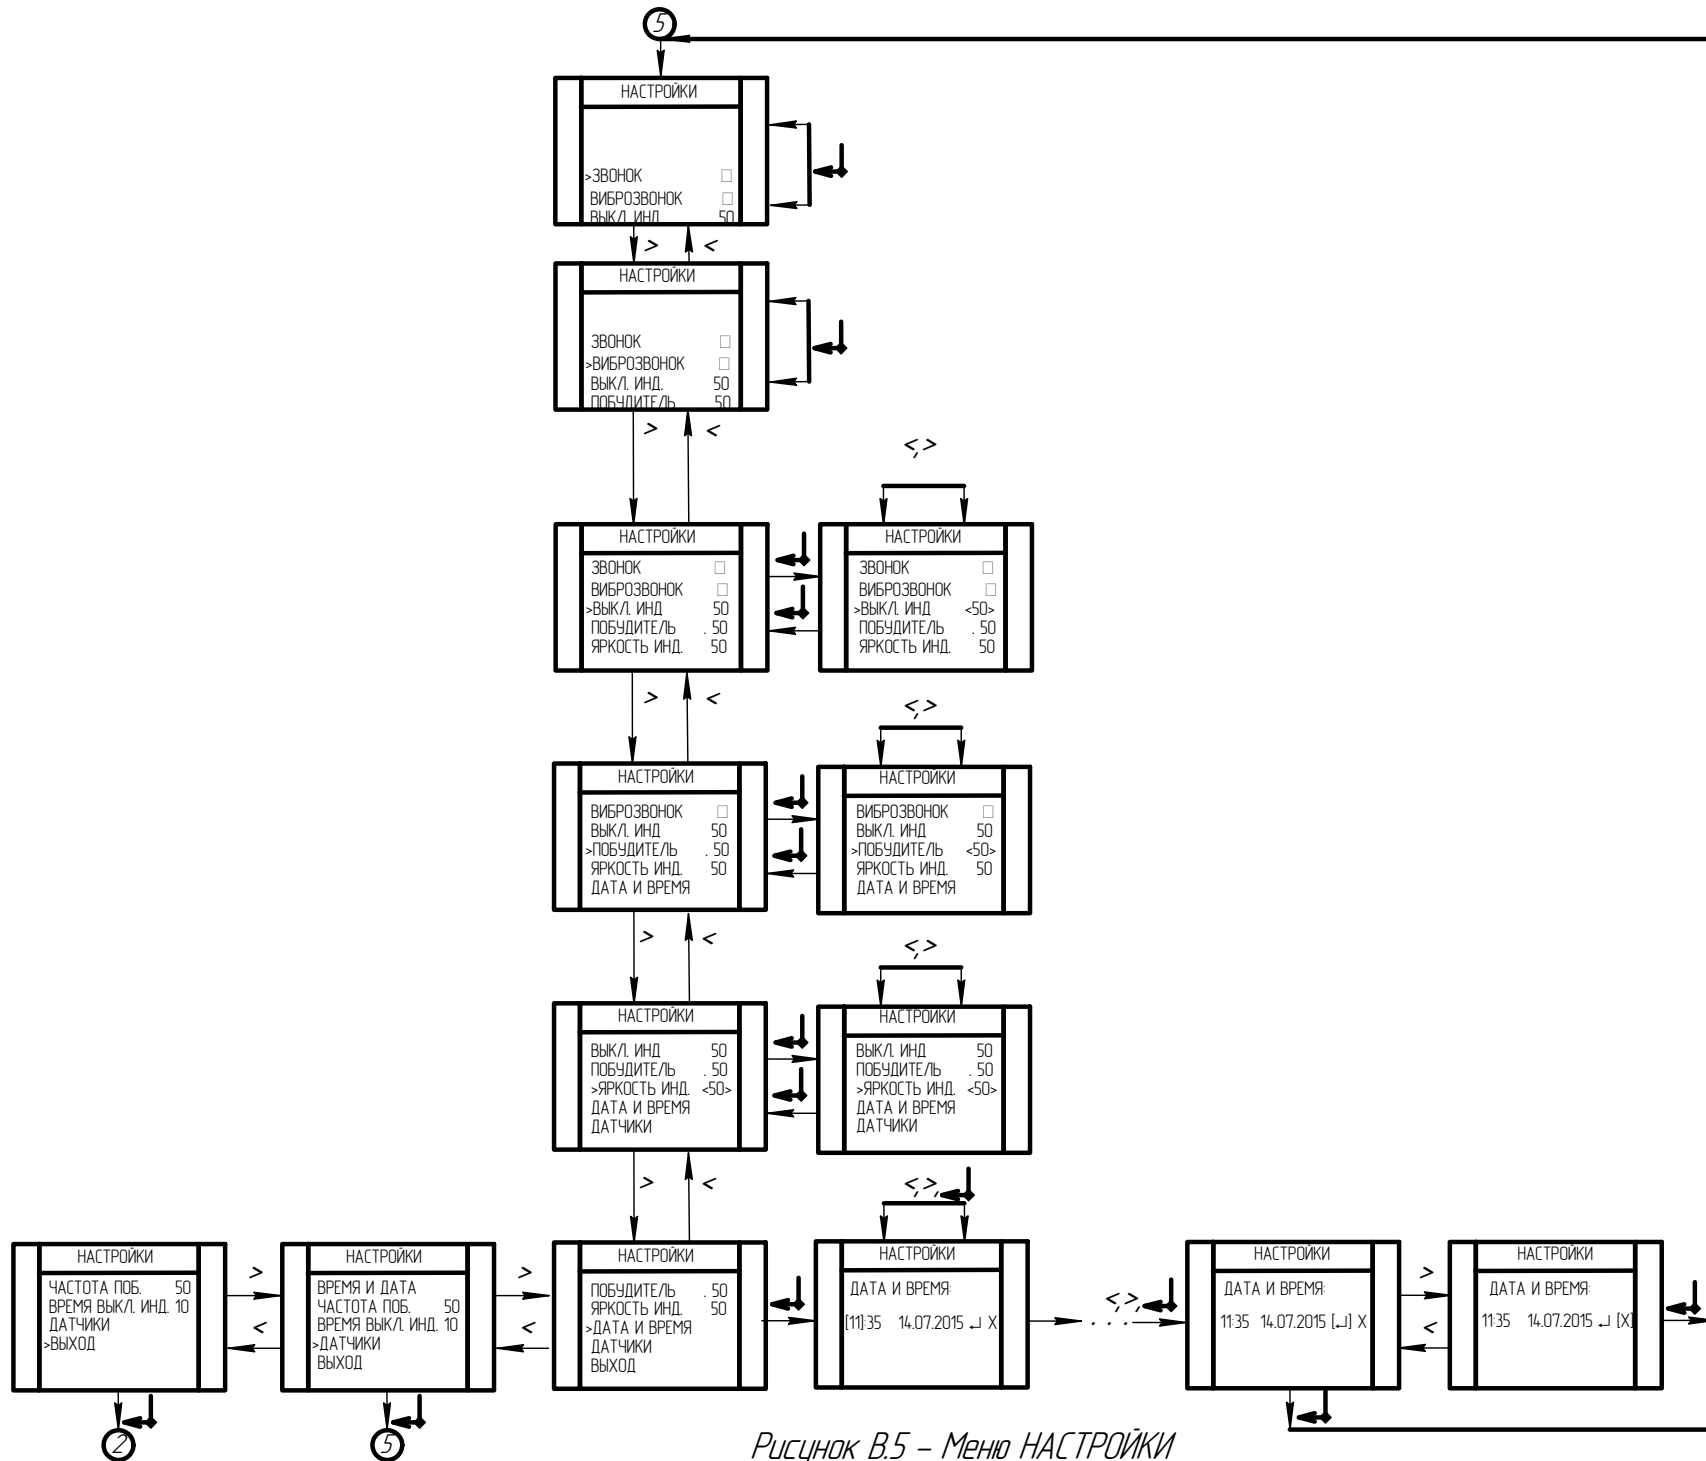 5
НАСТРОЙКИ
>ЗВОНОК □
ВИБРОЗВОНОК □
ВЫКЛ. ИНД 50
> <
НАСТРОЙКИ
ЗВОНОК □
>ВИБРОЗВОНОК □
ВЫКЛ. ИНД. 50
ПОБУДИТЕЛЬ 50
> <
<,>
НАСТРОЙКИ
ЗВОНОК □
ВИБРОЗВОНОК □
>ВЫКЛ. ИНД 50
ПОБУДИТЕЛЬ . 50
ЯРКОСТЬ ИНД. 50
НАСТРОЙКИ
ЗВОНОК □
ВИБРОЗВОНОК □
>ВЫКЛ. ИНД <50>
ПОБУДИТЕЛЬ . 50
ЯРКОСТЬ ИНД. 50
> <
<,>
НАСТРОЙКИ
ВИБРОЗВОНОК □
ВЫКЛ. ИНД 50
>ПОБУДИТЕЛЬ . 50
ЯРКОСТЬ ИНД. 50
ДАТА И ВРЕМЯ
НАСТРОЙКИ
ВИБРОЗВОНОК □
ВЫКЛ. ИНД 50
>ПОБУДИТЕЛЬ <50>
ЯРКОСТЬ ИНД. 50
ДАТА И ВРЕМЯ
> <
<,>
НАСТРОЙКИ
ВЫКЛ. ИНД 50
ПОБУДИТЕЛЬ . 50
>ЯРКОСТЬ ИНД. <50>
ДАТА И ВРЕМЯ
ДАТЧИКИ
НАСТРОЙКИ
ВЫКЛ. ИНД 50
ПОБУДИТЕЛЬ . 50
>ЯРКОСТЬ ИНД. <50>
ДАТА И ВРЕМЯ
ДАТЧИКИ
> <
<,>,
НАСТРОЙКИ
ЧАСТОТА ПОБ. 50
ВРЕМЯ ВЫКЛ. ИНД. 10
ДАТЧИКИ
>ВЫХОД
>
<
НАСТРОЙКИ
ВРЕМЯ И ДАТА
ЧАСТОТА ПОБ. 50
ВРЕМЯ ВЫКЛ. ИНД. 10
>ДАТЧИКИ
ВЫХОД
>
<
НАСТРОЙКИ
ПОБУДИТЕЛЬ . 50
ЯРКОСТЬ ИНД. 50
>ДАТА И ВРЕМЯ
ДАТЧИКИ
ВЫХОД
НАСТРОЙКИ
ДАТА И ВРЕМЯ:
[11]:35 14.07.2015 ↵ X
<,>,
. . .
НАСТРОЙКИ
ДАТА И ВРЕМЯ:
11:35 14.07.2015 [↵] X
>
<
НАСТРОЙКИ
ДАТА И ВРЕМЯ:
11:35 14.07.2015 ↵ [X]
2
5
Рисунок В.5 – Меню НАСТРОЙКИ